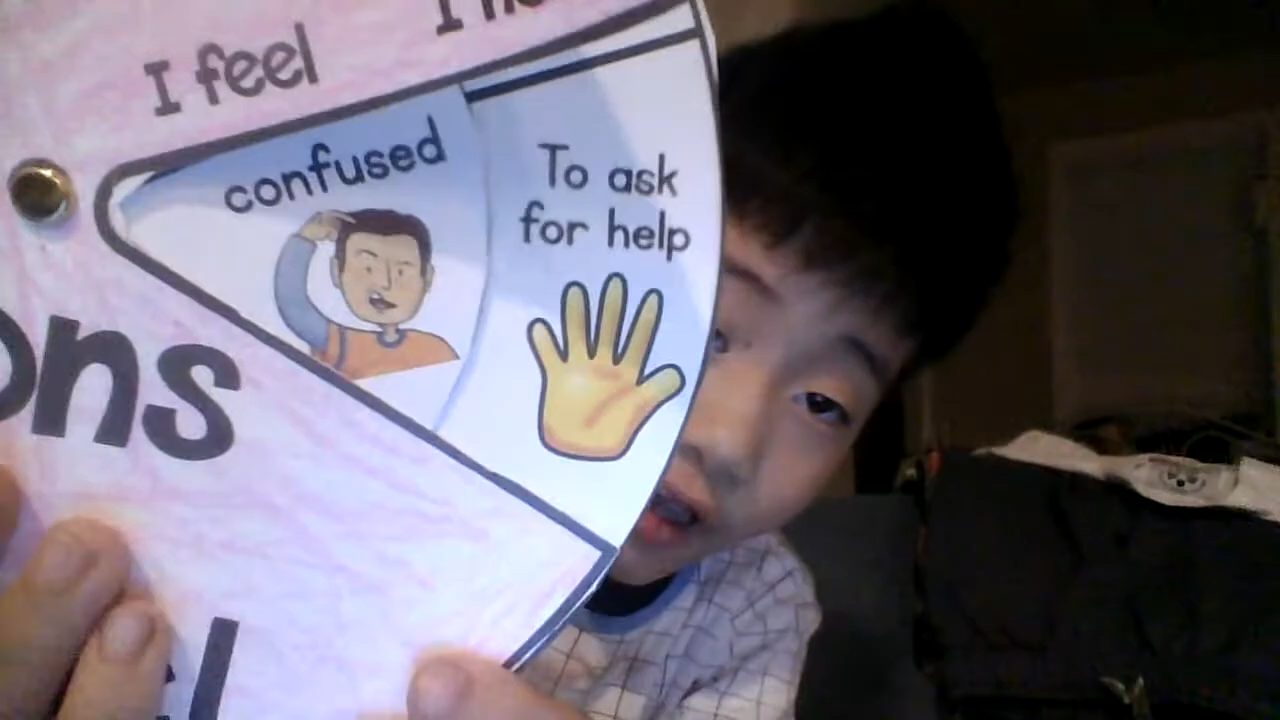 I feel
confused
To ask
for help
ons